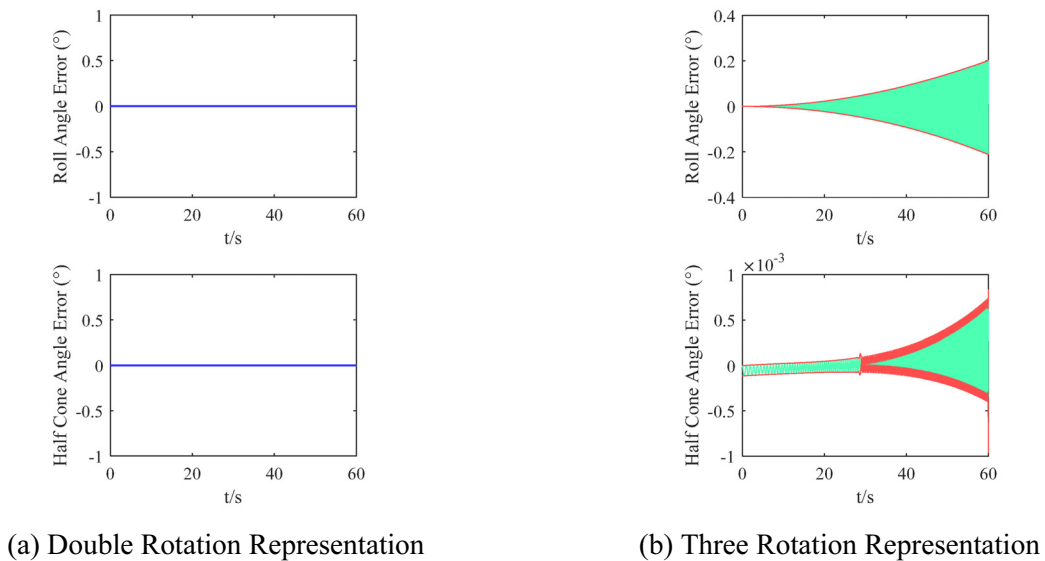 Roll Angle Error (°)
1
0.5
0
-0.5
-1
0 20 40 60
t/s
Half Cone Angle Error (°)
1
0.5
0
-0.5
-1
0 20 40 60
t/s
(a) Double Rotation Representation
Roll Angle Error (°)
0.4
0.2
0
-0.2
-0.4
0 20 40 60
t/s
×10⁻³
Half Cone Angle Error (°)
1
0.5
0
-0.5
-1
0 20 40 60
t/s
(b) Three Rotation Representation